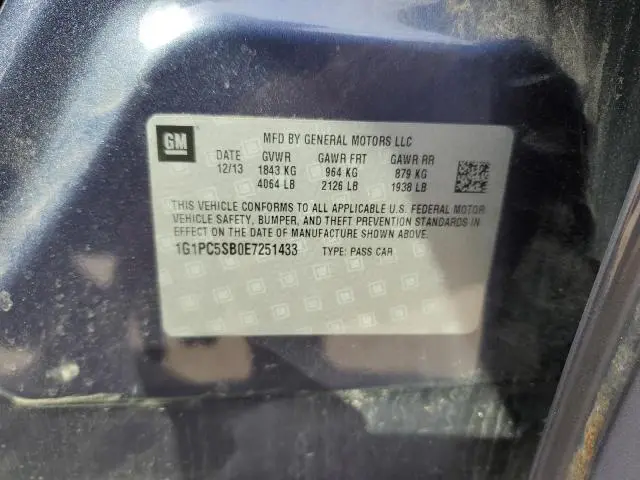 GM
MFD BY GENERAL MOTORS LLC
DATE GVWR GAWR FRT GAWR RR
12/13 1843 KG 964 KG 879 KG
4064 LB 2126 LB 1938 LB
THIS VEHICLE CONFORMS TO ALL APPLICABLE U.S. FEDERAL MOTOR
VEHICLE SAFETY, BUMPER, AND THEFT PREVENTION STANDARDS IN
EFFECT ON THE DATE OF MANUFACTURE SHOWN ABOVE.
1G1PC5SB0E7251433 TYPE: PASS CAR